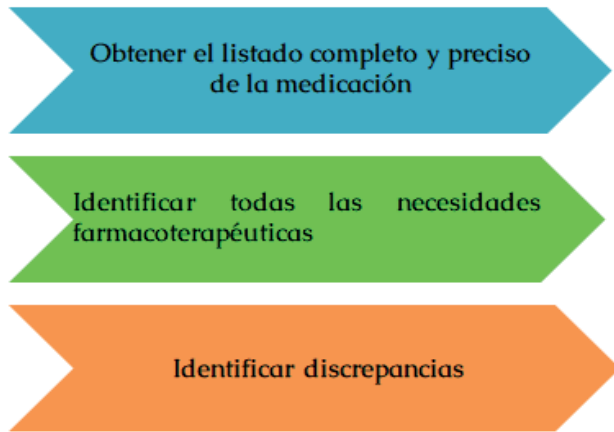 Obtener el listado completo y preciso
de la medicación
Identificar todas las necesidades
farmacoterapéuticas
Identificar discrepancias